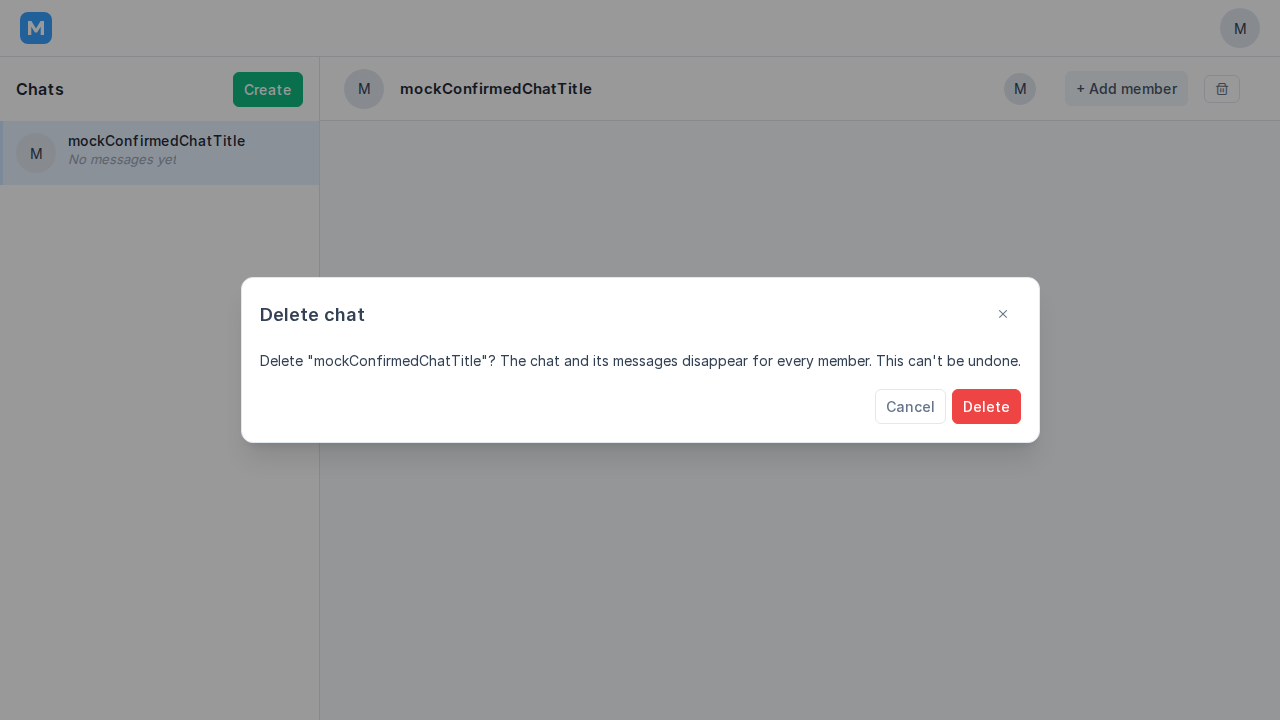 M
M
Chats
Create
M
mockConfirmedChatTitle
M
+ Add member
M
mockConfirmedChatTitle
No messages yet
Delete chat
Delete "mockConfirmedChatTitle"? The chat and its messages disappear for every member. This can't be undone.
Cancel
Delete